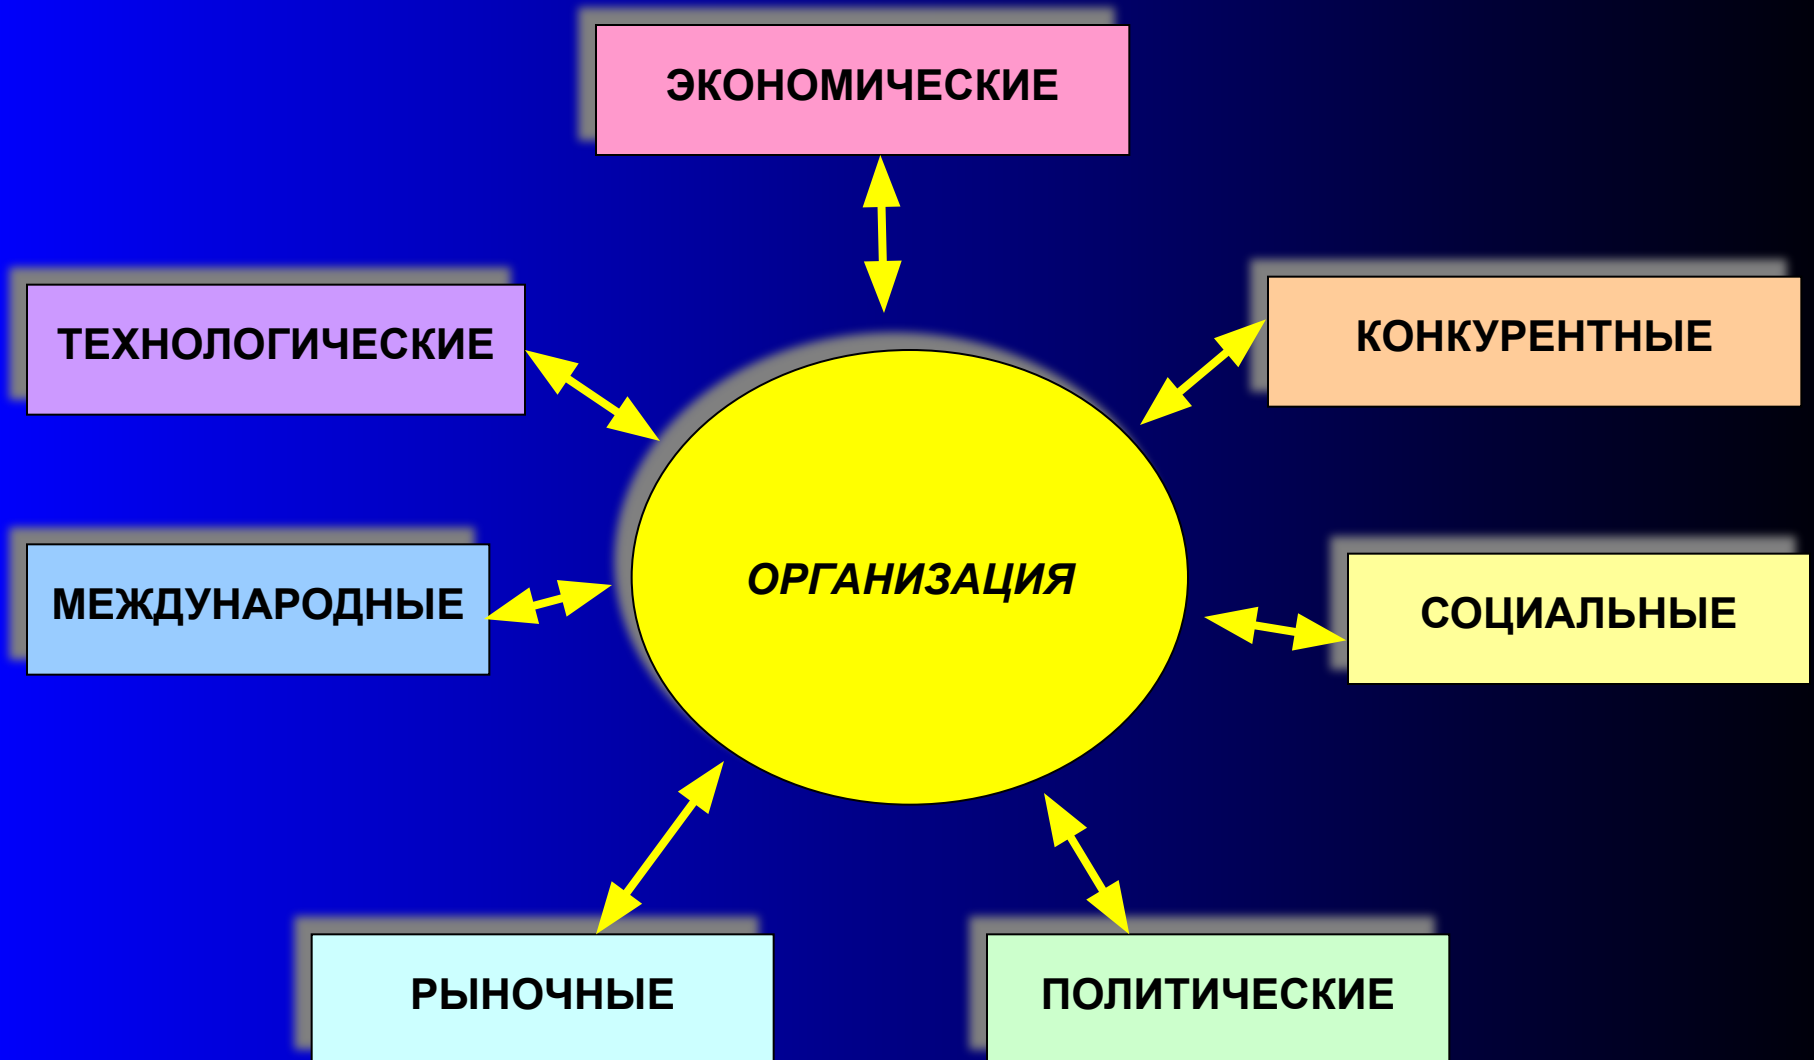 ЭКОНОМИЧЕСКИЕ
ТЕХНОЛОГИЧЕСКИЕ
КОНКУРЕНТНЫЕ
МЕЖДУНАРОДНЫЕ
ОРГАНИЗАЦИЯ
СОЦИАЛЬНЫЕ
РЫНОЧНЫЕ
ПОЛИТИЧЕСКИЕ